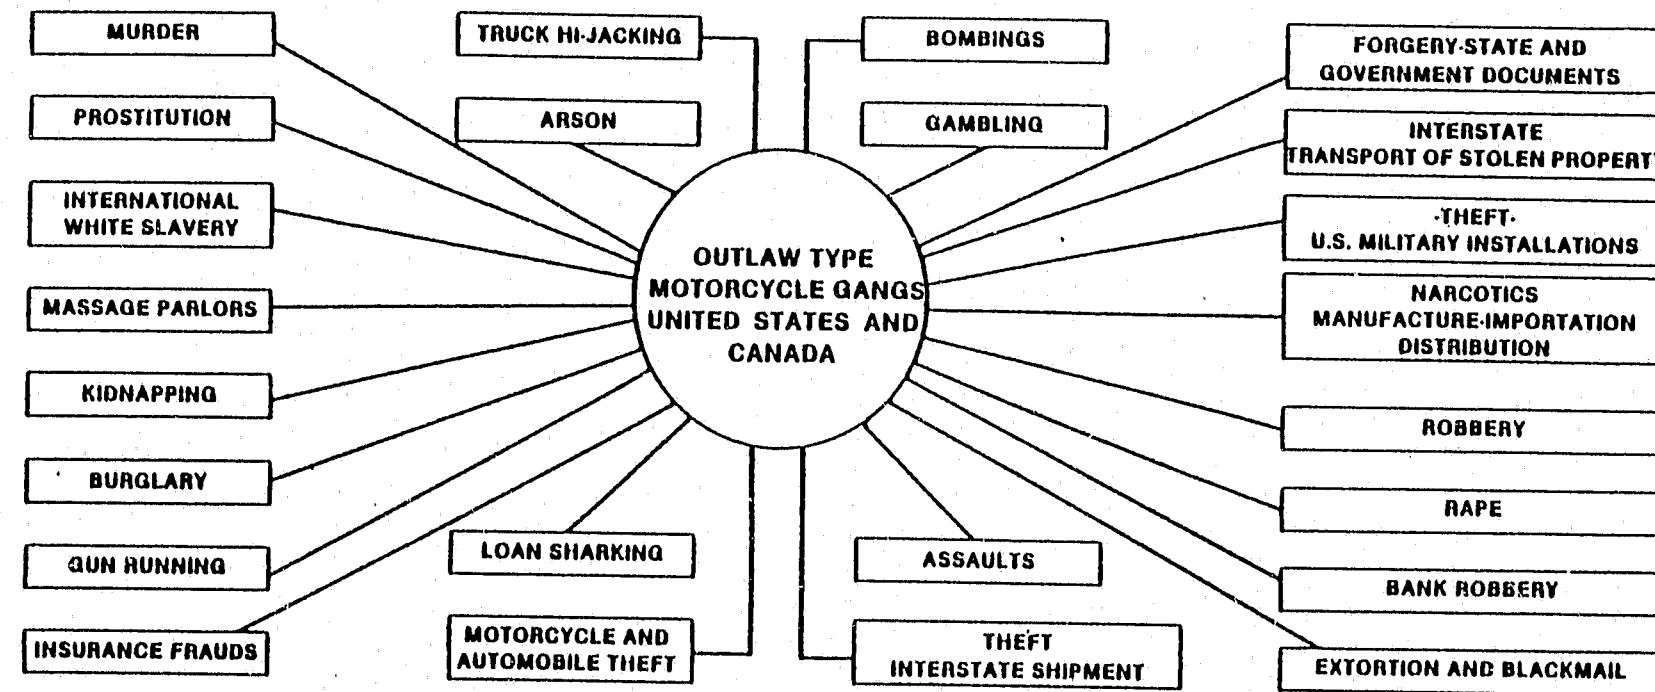 MURDER
PROSTITUTION
INTERNATIONAL
WHITE SLAVERY
MASSAGE PARLORS
KIDNAPPING
BURGLARY
GUN RUNNING
INSURANCE FRAUDS
TRUCK HI-JACKING
ARSON
BOMBINGS
GAMBLING
OUTLAW TYPE
MOTORCYCLE GANGS
UNITED STATES AND
CANADA
LOAN SHARKING
MOTORCYCLE AND
AUTOMOBILE THEFT
ASSAULTS
THEFT
INTERSTATE SHIPMENT
FORGERY-STATE AND
GOVERNMENT DOCUMENTS
INTERSTATE
TRANSPORT OF STOLEN PROPERT
-THEFT-
U.S. MILITARY INSTALLATIONS
NARCOTICS
MANUFACTURE-IMPORTATION
DISTRIBUTION
ROBBERY
RAPE
BANK ROBBERY
EXTORTION AND BLACKMAIL